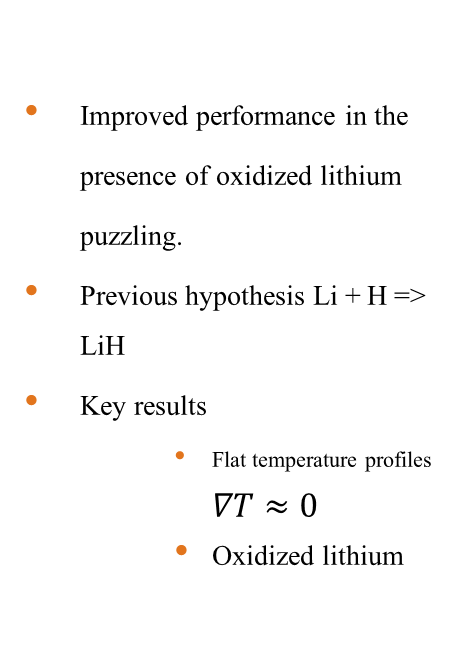 • Improved performance in the
presence of oxidized lithium
puzzling.
• Previous hypothesis Li + H =>
LiH
• Key results
• Flat temperature profiles
∇T ≈ 0
• Oxidized lithium